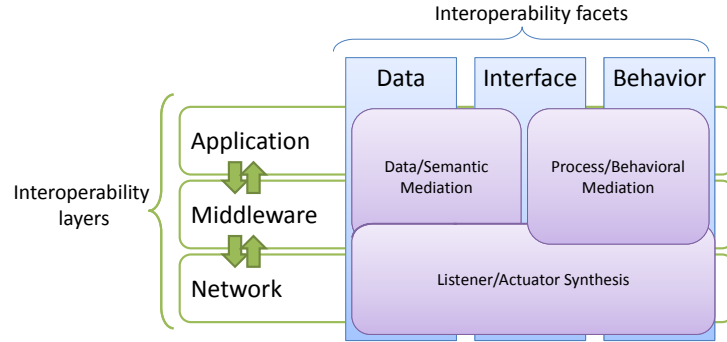 Interoperability facets
Data
Interface
Behavior
Application
Data/Semantic
Mediation
Process/Behavioral
Mediation
Interoperability
layers
Middleware
Network
Listener/Actuator Synthesis